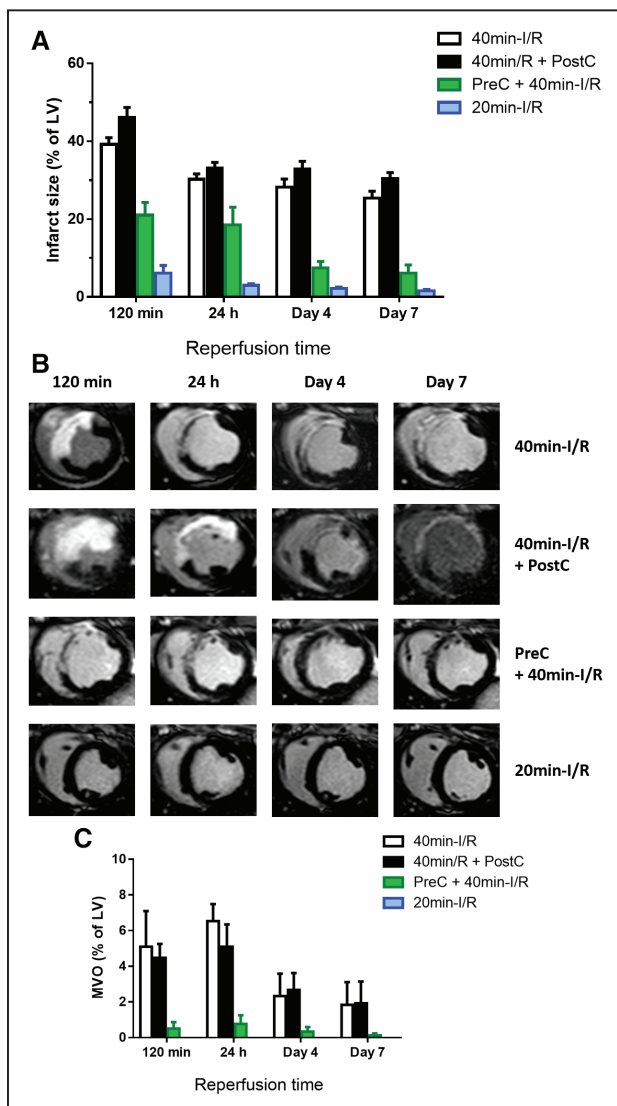 A
40min-I/R
40min/R + PostC
PreC + 40min-I/R
20min-I/R
Infarct size (% of LV)
60
40
20
0
120 min 24 h Day 4 Day 7
Reperfusion time
B
120 min 24 h Day 4 Day 7
40min-I/R
40min-I/R
+ PostC
PreC
+ 40min-I/R
20min-I/R
C
40min-I/R
40min/R + PostC
PreC + 40min-I/R
20min-I/R
MVO (% of LV)
10
8
6
4
2
0
120 min 24 h Day 4 Day 7
Reperfusion time